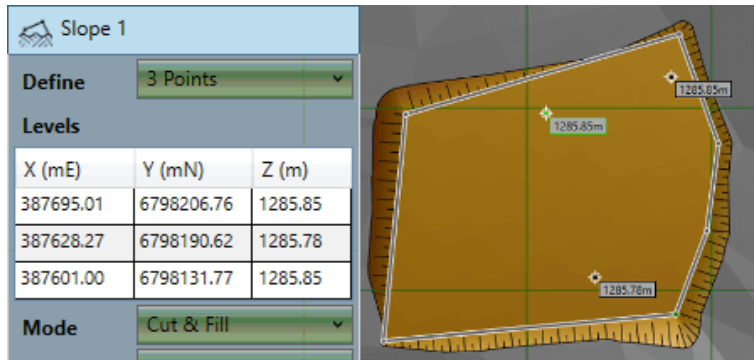 Slope 1
Define 3 Points
Levels
X (mE) Y (mN) Z (m)
387695.01 6798206.76 1285.85
387628.27 6798190.62 1285.78
387601.00 6798131.77 1285.85
Mode Cut & Fill
1285.85m
1285.85m
1285.78m